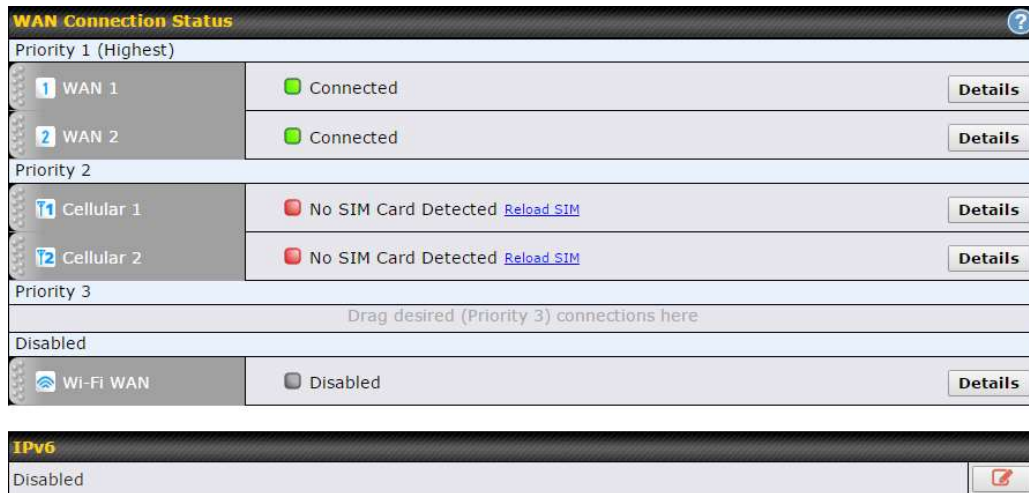 WAN Connection Status ?
Priority 1 (Highest)
1 WAN 1 Connected Details
2 WAN 2 Connected Details
Priority 2
1 Cellular 1 No SIM Card Detected Reload SIM Details
2 Cellular 2 No SIM Card Detected Reload SIM Details
Priority 3
Drag desired (Priority 3) connections here
Disabled
Wi-Fi WAN Disabled Details
IPv6
Disabled